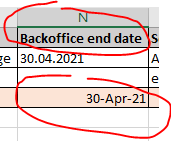 N
Backoffice end date S
ge 30.04.2021 A
e
30-Apr-21